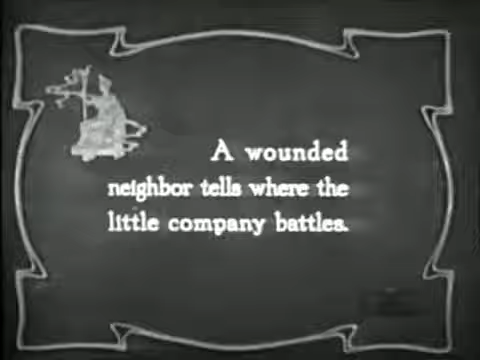 A wounded
neighbor tells where the
little company battles.